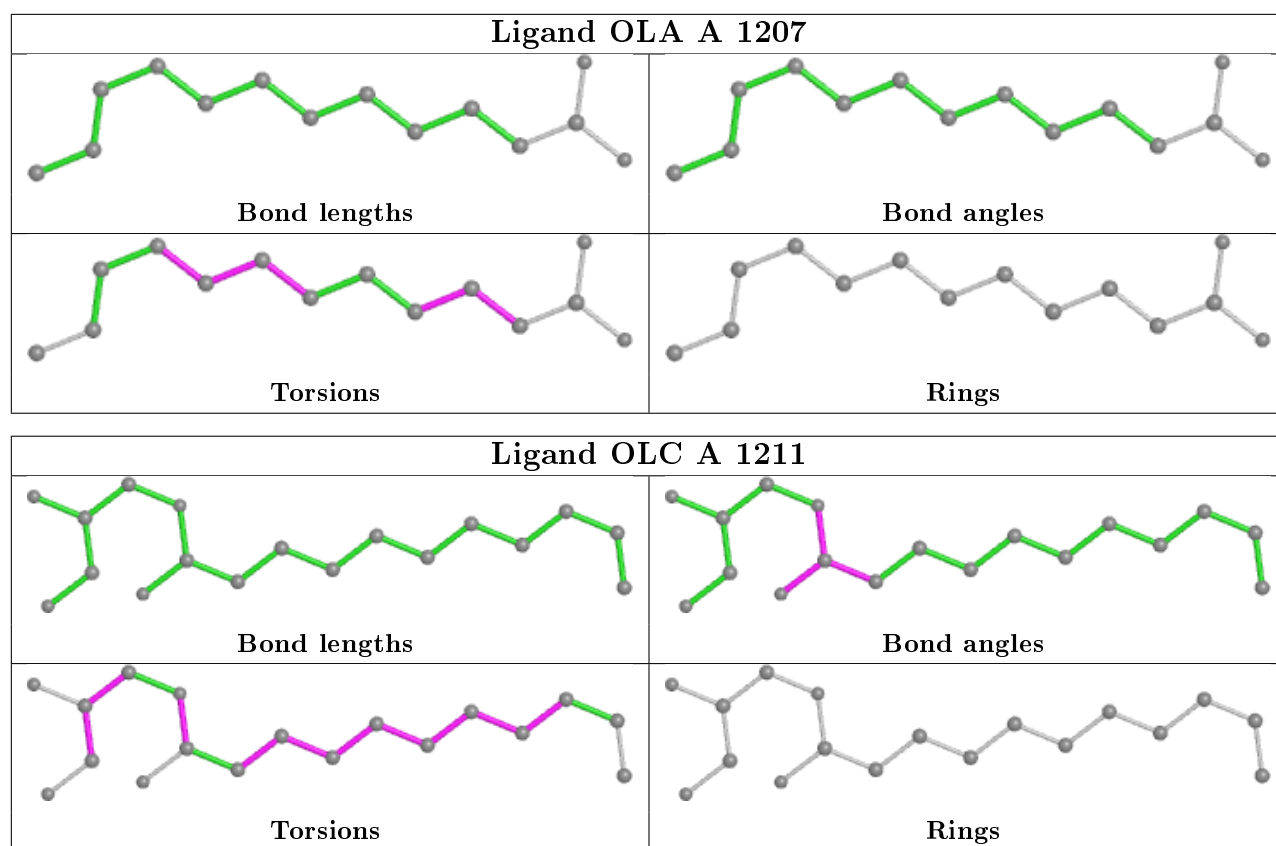 Ligand OLA A 1207
Bond lengths
Bond angles
Torsions
Rings
Ligand OLC A 1211
Bond lengths
Bond angles
Torsions
Rings